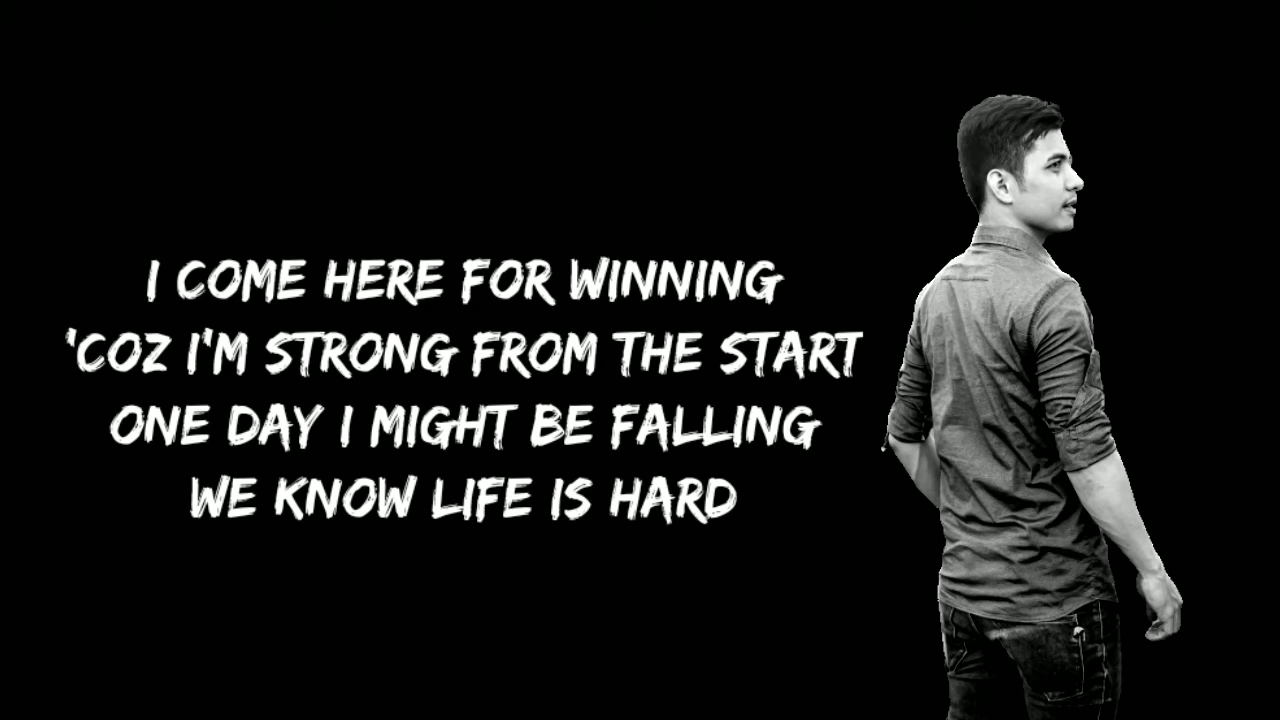 I COME HERE FOR WINNING
'COZ I'M STRONG FROM THE START
ONE DAY I MIGHT BE FALLING
WE KNOW LIFE IS HARD